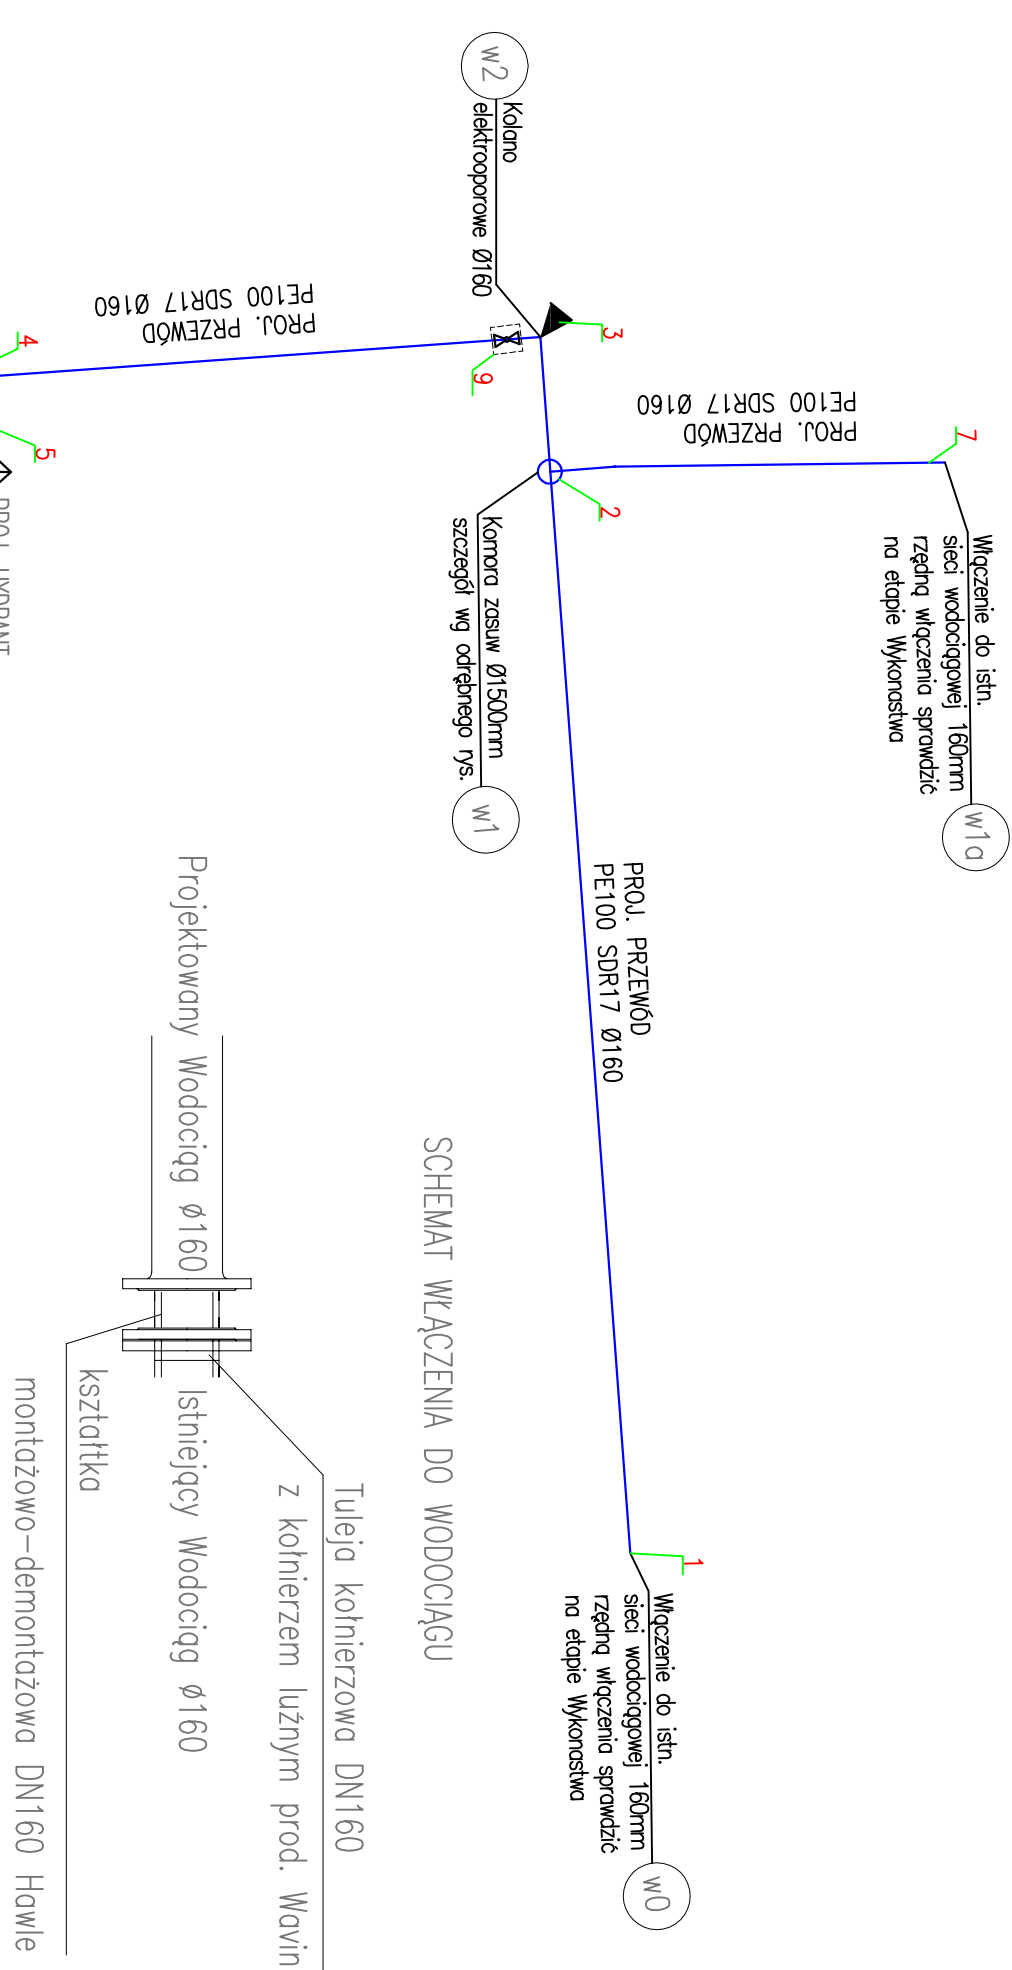 w2
Kolano
elektrooporowe Ø160
PROJ. PRZEWÓD
PE100 SDR17 Ø160
4
5
9
3
PROJ. PRZEWÓD
PE100 SDR17 Ø160
7
2
Włączenie do istn.
sieci wodociągowej 160mm
rzędną włączenia sprawdzić
na etapie Wykonastwa
w1a
Komora zasuw Ø1500mm
szczegół wg odrębnego rys.
w1
PROJ. HYDRANT
PROJ. PRZEWÓD
PE100 SDR17 Ø160
1
Włączenie do istn.
sieci wodociągowej 160mm
rzędną włączenia sprawdzić
na etapie Wykonastwa
w0
SCHEMAT WŁĄCZENIA DO WODOCIĄGU
Tuleja kołnierzowa DN160
z kołnierzem luźnym prod. Wavin
Projektowany Wodociąg ø160
Istniejący Wodociąg ø160
kształtka
montażowo-demontażowa DN160 Hawle